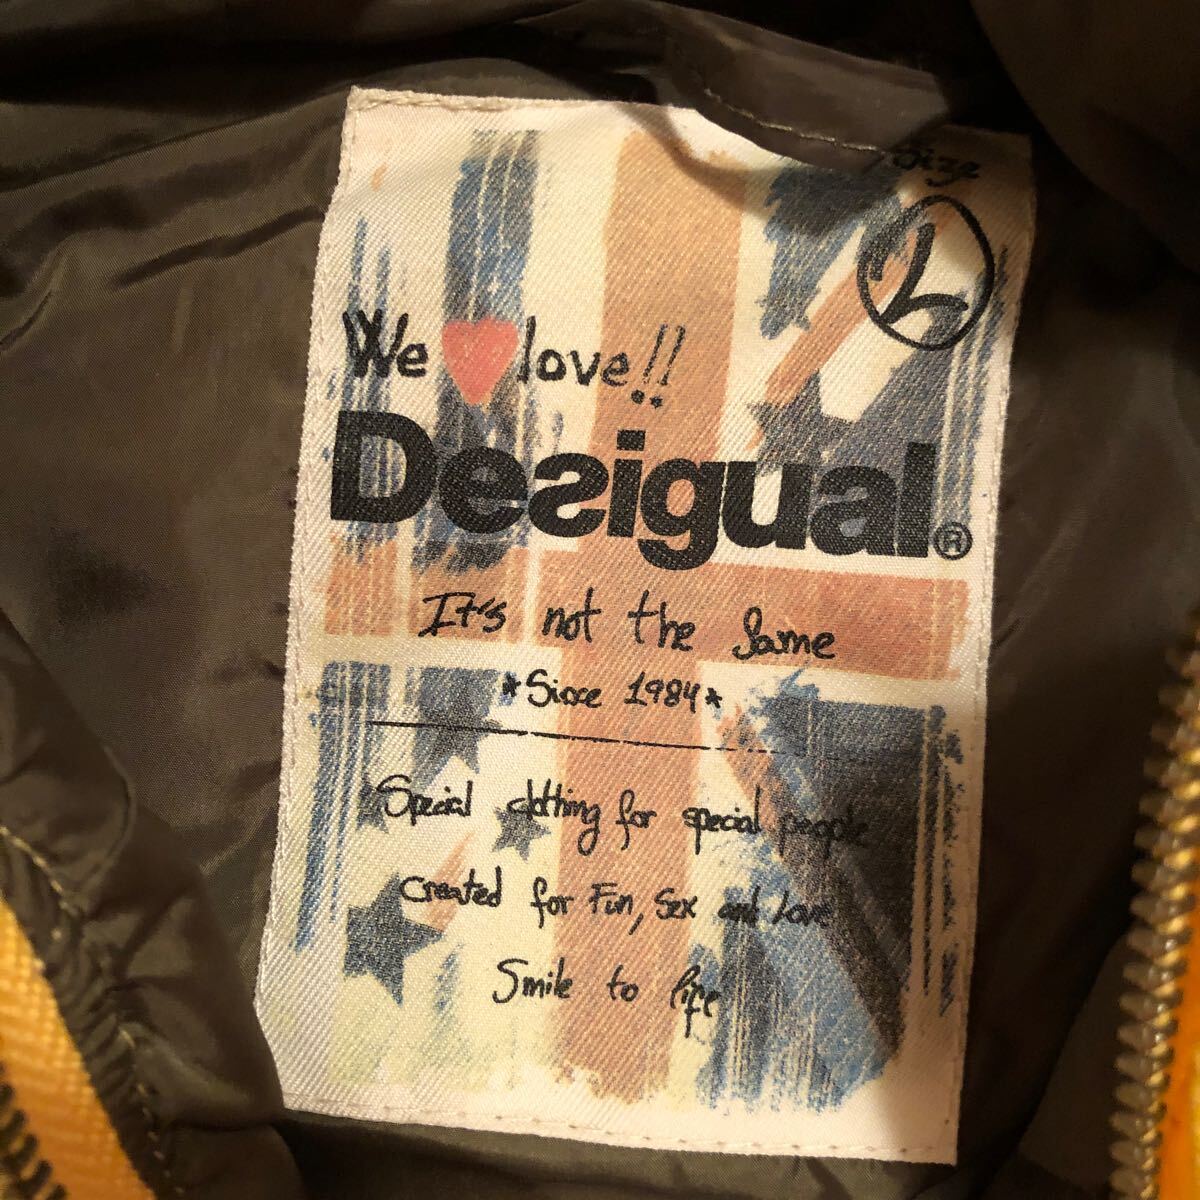 Size
L
We ♥ love!!
Desigual®
It's not the same
*Since 1984*
Special clothing for special people
created for Fun, Sex and Love
Smile to life